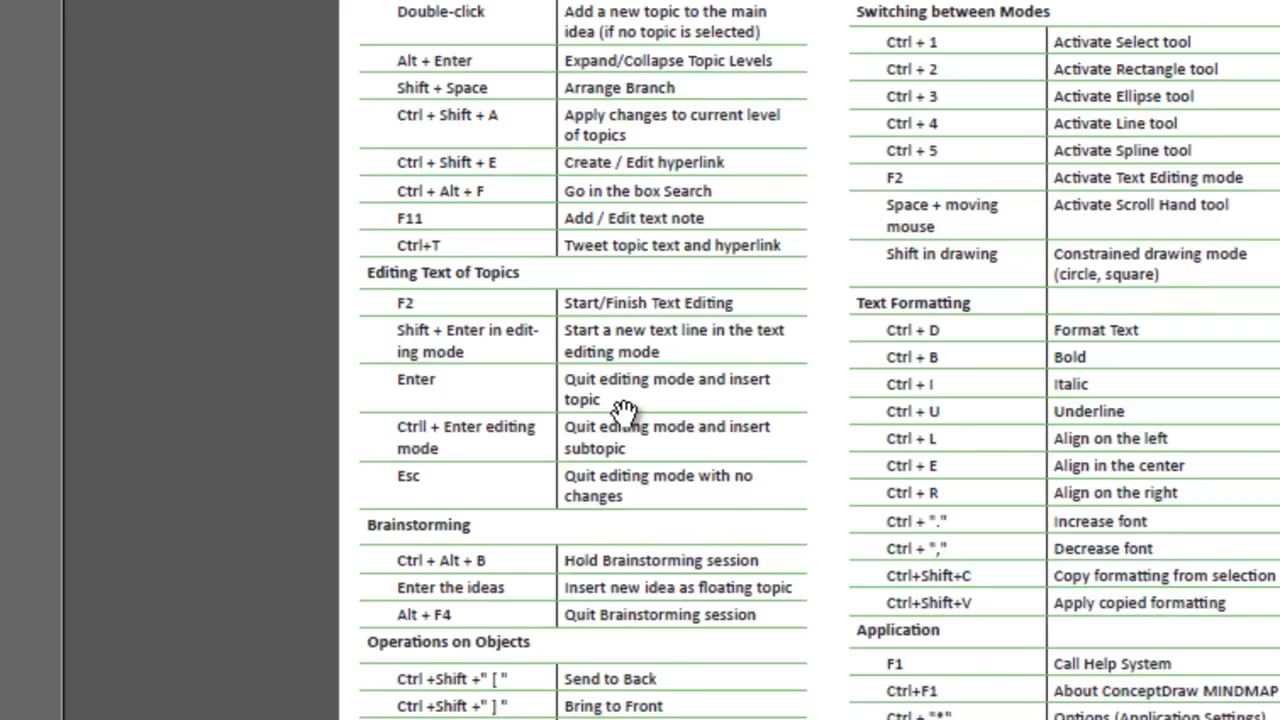 Double-click
Add a new topic to the main
idea (if no topic is selected)
Alt + Enter
Expand/Collapse Topic Levels
Shift + Space
Arrange Branch
Ctrl + Shift + A
Apply changes to current level
of topics
Ctrl + Shift + E
Create / Edit hyperlink
Ctrl + Alt + F
Go in the box Search
F11
Add / Edit text note
Ctrl+T
Tweet topic text and hyperlink
Editing Text of Topics
F2
Start/Finish Text Editing
Shift + Enter in edit-
ing mode
Start a new text line in the text
editing mode
Enter
Quit editing mode and insert
topic
Ctrll + Enter editing
mode
Quit editing mode and insert
subtopic
Esc
Quit editing mode with no
changes
Brainstorming
Ctrl + Alt + B
Hold Brainstorming session
Enter the ideas
Insert new idea as floating topic
Alt + F4
Quit Brainstorming session
Operations on Objects
Ctrl +Shift +" [ "
Send to Back
Ctrl +Shift +" ] "
Bring to Front
Switching between Modes
Ctrl + 1
Activate Select tool
Ctrl + 2
Activate Rectangle tool
Ctrl + 3
Activate Ellipse tool
Ctrl + 4
Activate Line tool
Ctrl + 5
Activate Spline tool
F2
Activate Text Editing mode
Space + moving
mouse
Activate Scroll Hand tool
Shift in drawing
Constrained drawing mode
(circle, square)
Text Formatting
Ctrl + D
Format Text
Ctrl + B
Bold
Ctrl + I
Italic
Ctrl + U
Underline
Ctrl + L
Align on the left
Ctrl + E
Align in the center
Ctrl + R
Align on the right
Ctrl + "."
Increase font
Ctrl + ","
Decrease font
Ctrl+Shift+C
Copy formatting from selection
Ctrl+Shift+V
Apply copied formatting
Application
F1
Call Help System
Ctrl+F1
About ConceptDraw MINDMAP
Ctrl + "*"
Options (Application Settings)